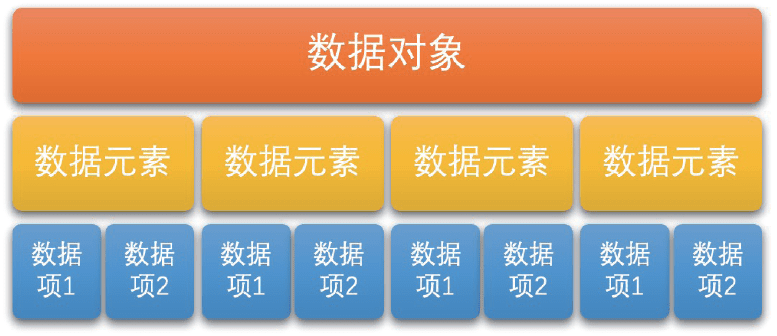 数据对象
数据元素 数据元素 数据元素 数据元素
数据 数据 数据 数据 数据 数据 数据 数据
项1 项2 项1 项2 项1 项2 项1 项2